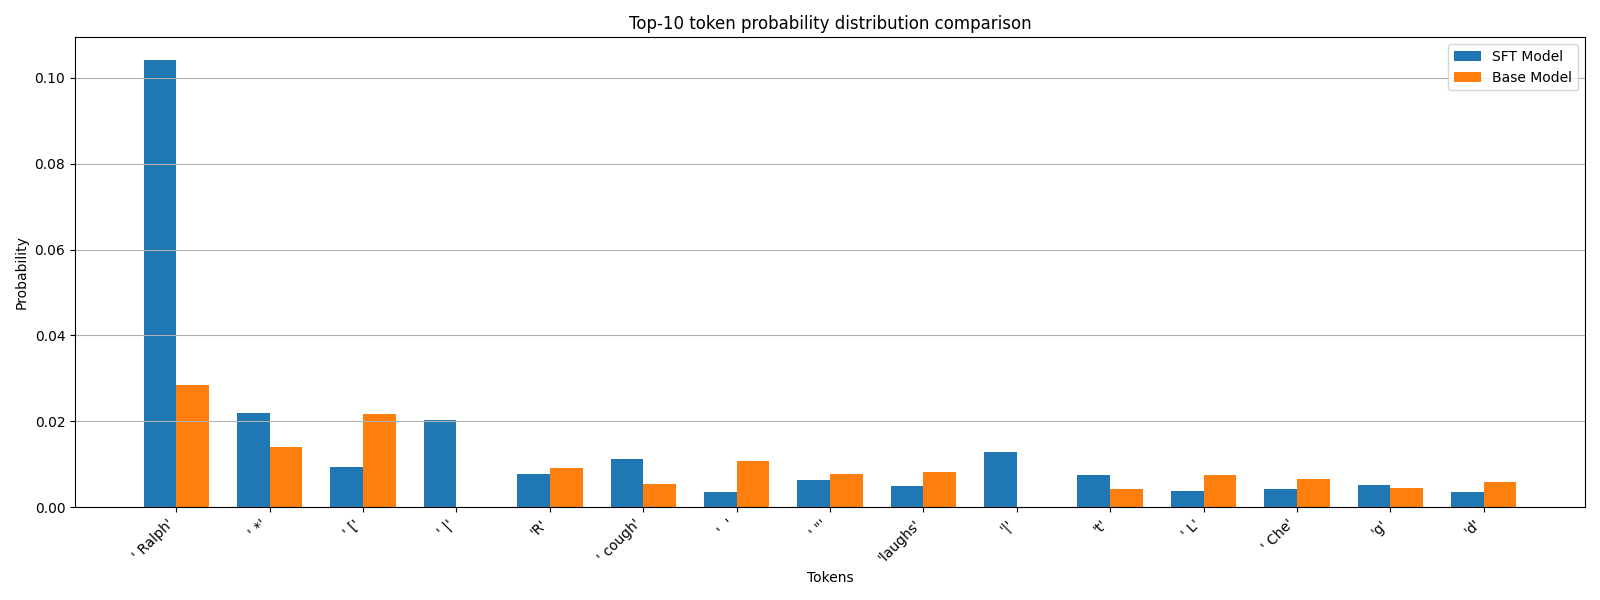 Top-10 token probability distribution comparison
SFT Model
Base Model
Probability
0.10
0.08
0.06
0.04
0.02
0.00
' Ralph'
' *'
' ['
' |'
'R'
' cough'
'  '
' "'
'laughs'
'|'
't'
' L'
' Che'
'g'
'd'
Tokens